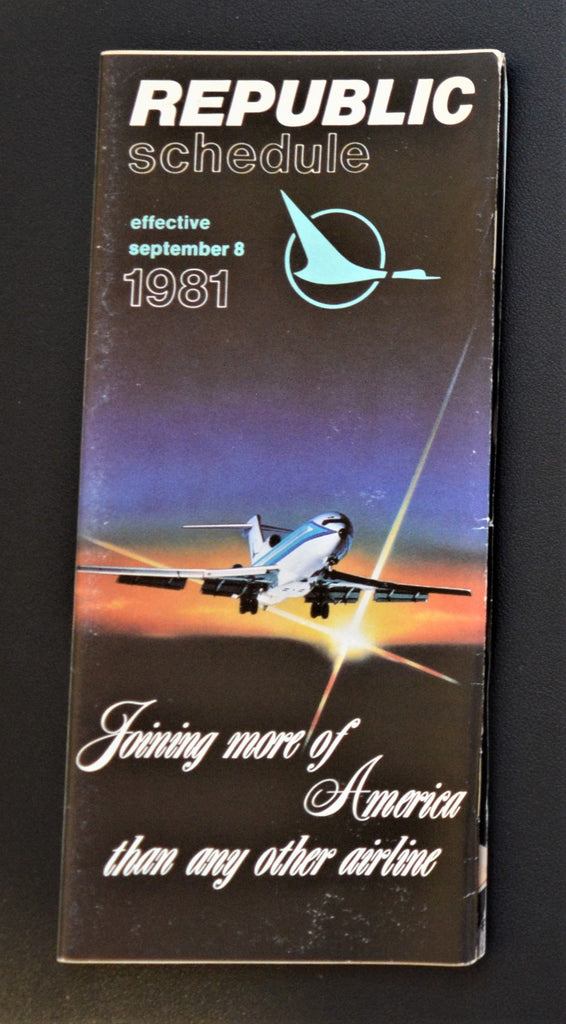 REPUBLIC
schedule
effective
september 8
1981
Joining more of
America
than any other airline